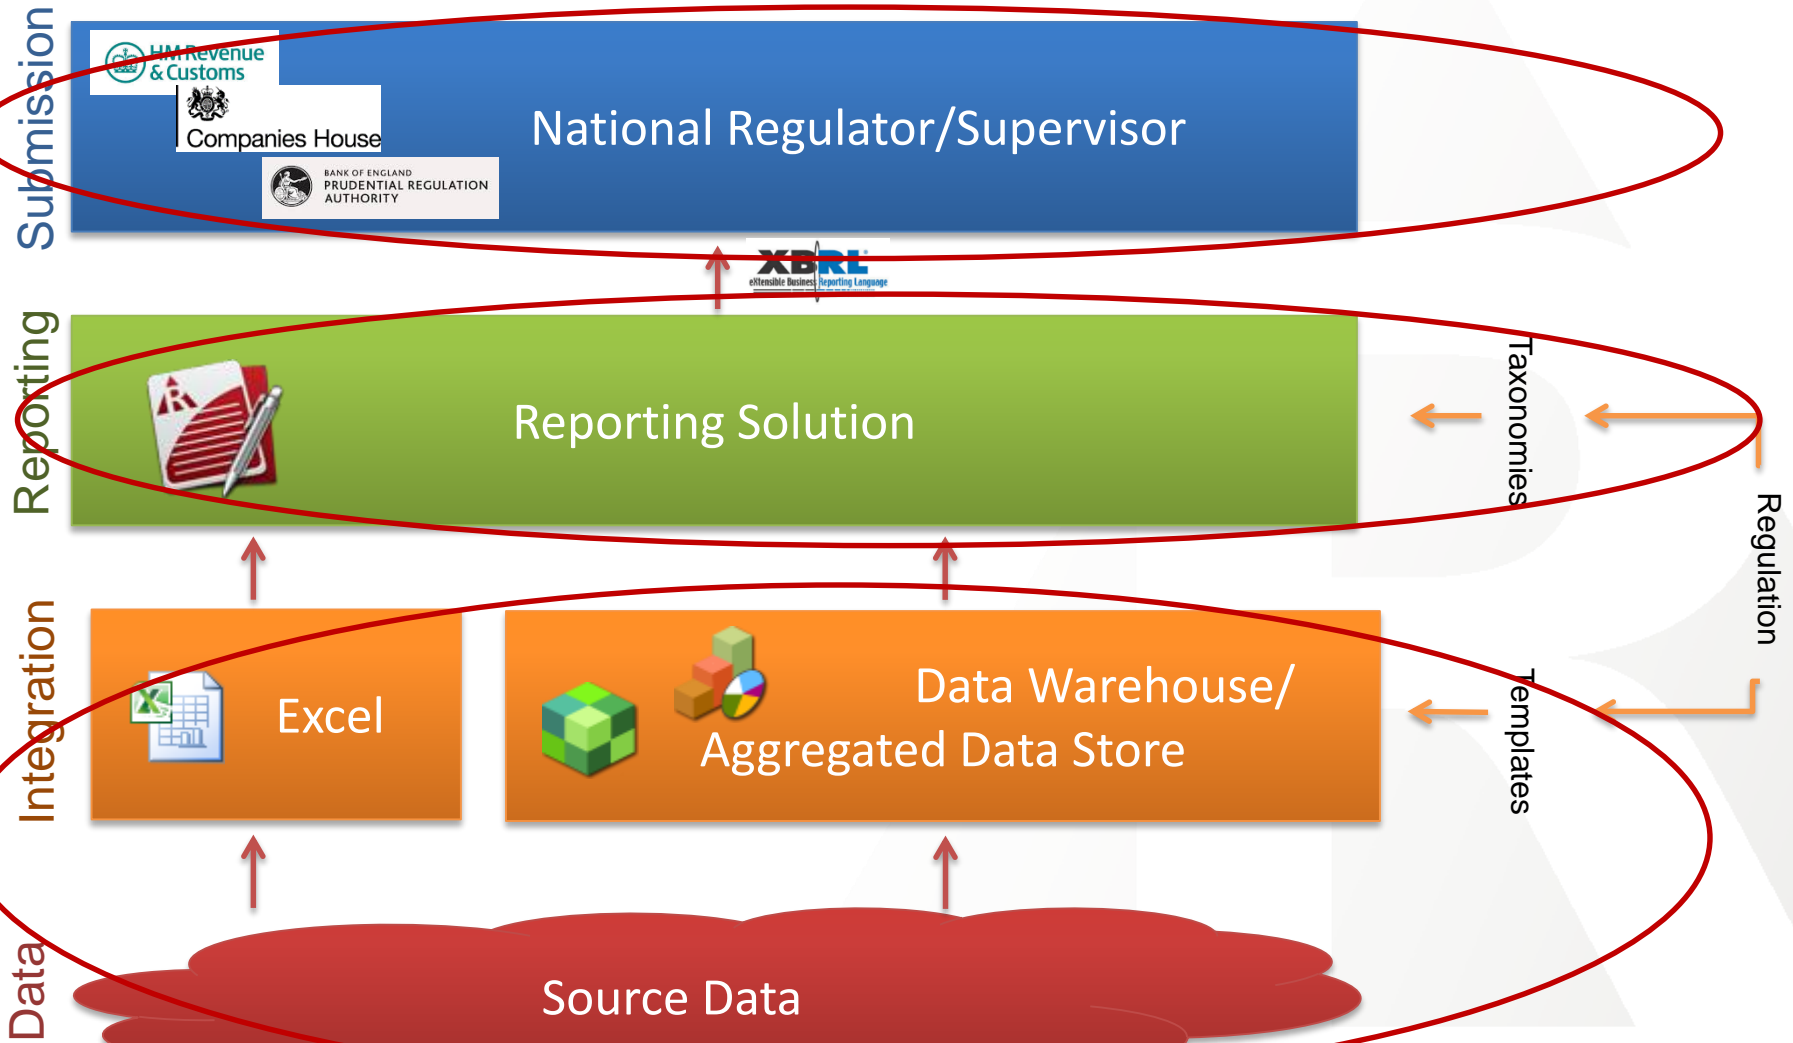 Submission
HM Revenue
& Customs
Companies House
BANK OF ENGLAND
PRUDENTIAL REGULATION
AUTHORITY
National Regulator/Supervisor
XBRL
eXtensible Business Reporting Language
Reporting
R
Reporting Solution
Taxonomies
Regulation
Integration
Excel
Data Warehouse/
Aggregated Data Store
Templates
Data
Source Data